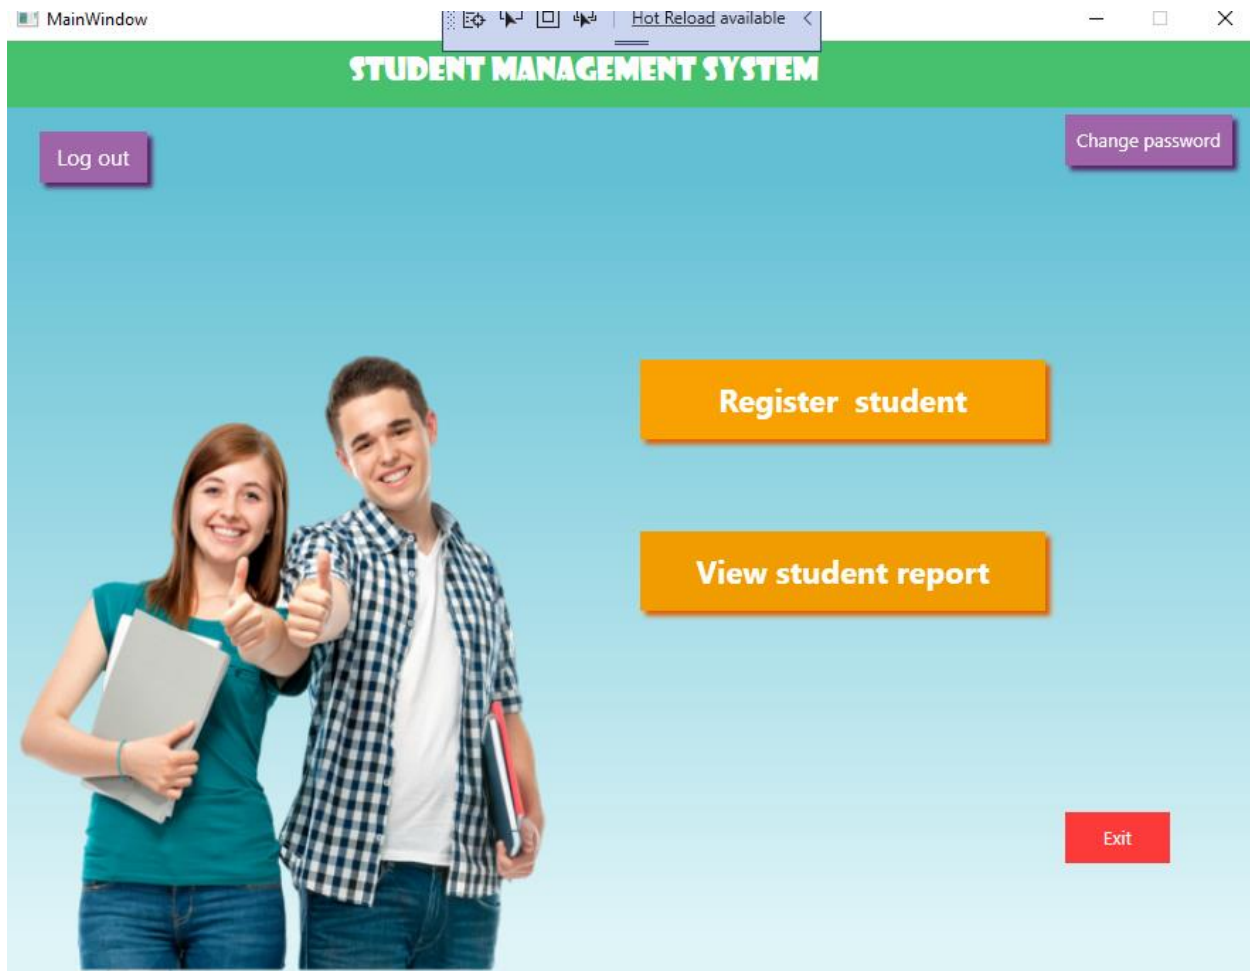 MainWindow
Hot Reload available
STUDENT MANAGEMENT SYSTEM
Log out
Change password
Register  student
View student report
Exit